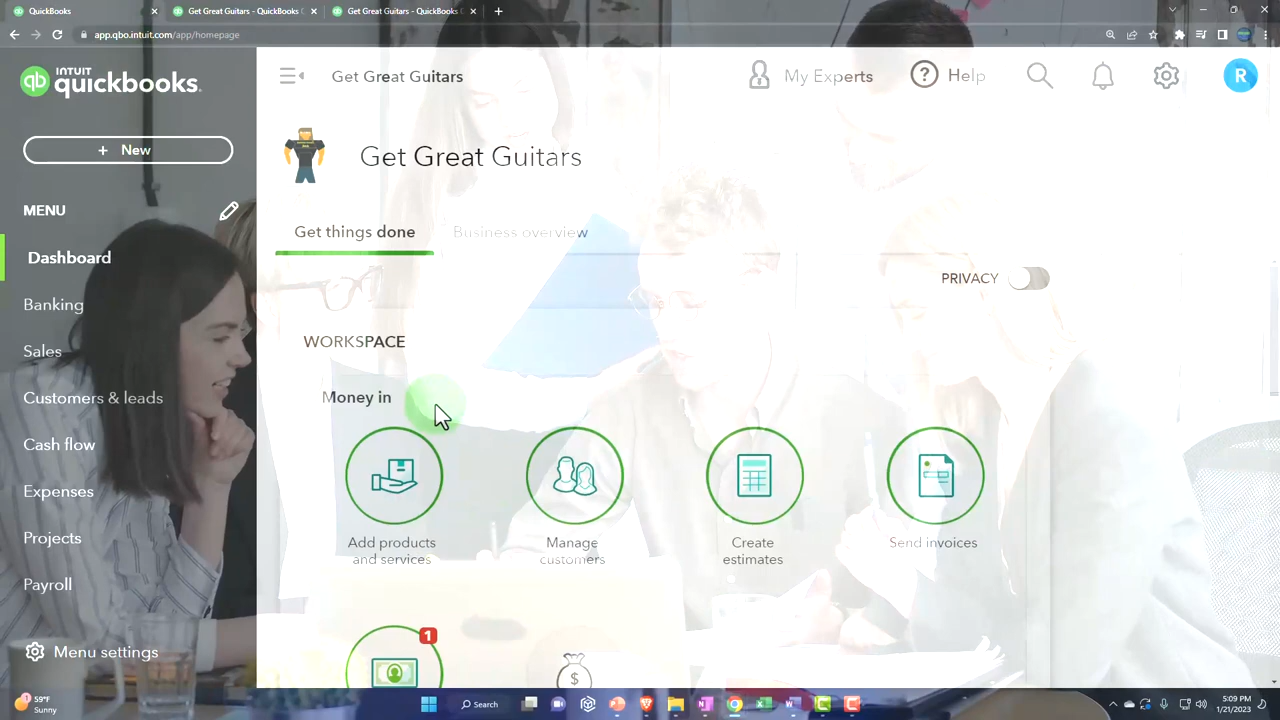 QuickBooks
Get Great Guitars - QuickBooks C
Get Great Guitars - QuickBooks C
app.qbo.intuit.com/app/homepage
INTUIT
quickbooks.
Get Great Guitars
My Experts
? Help
R
+ New
Get Great Guitars
MENU
Get things done
Business overview
Dashboard
PRIVACY
Banking
WORKSPACE
Sales
Money in
Customers & leads
Cash flow
Expenses
Projects
Payroll
Add products
and services
Manage
customers
Create
estimates
Send invoices
1
$
Menu settings
1
59°F
Sunny
Search
5:09 PM
1/21/2023